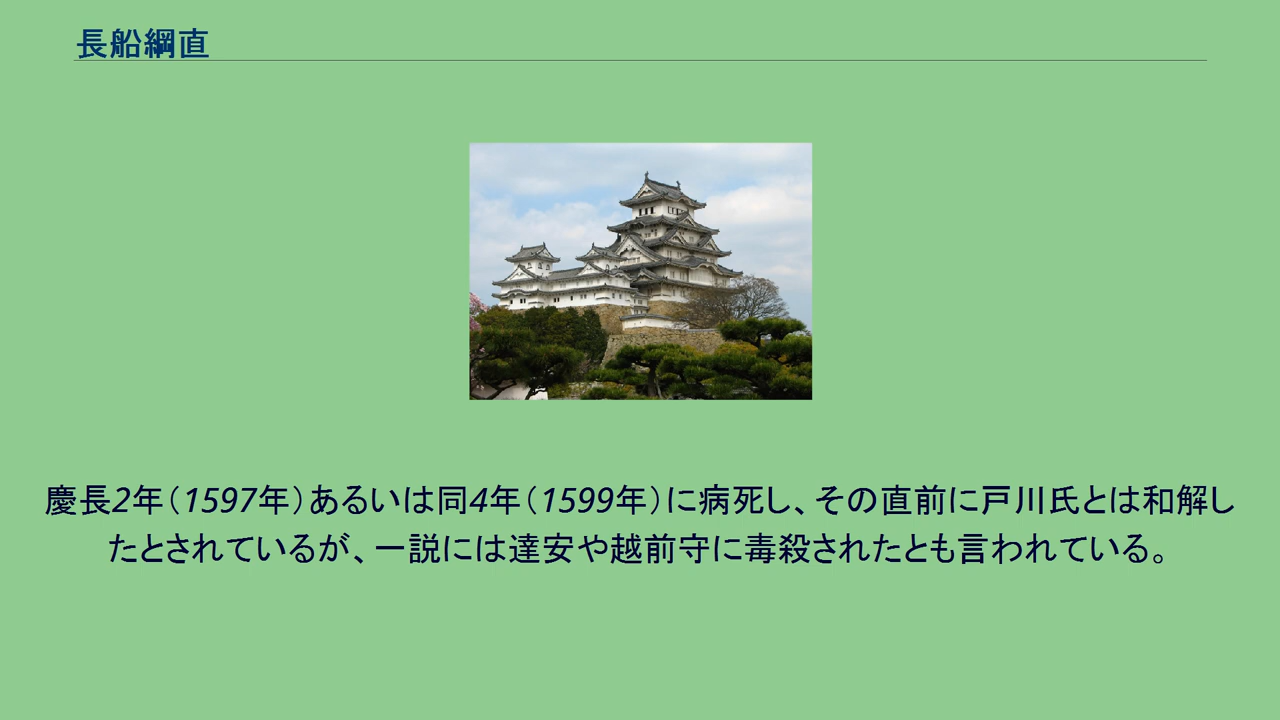 長船綱直
慶長2年（1597年）あるいは同4年（1599年）に病死し、その直前に戸川氏とは和解し
たとされているが、一説には達安や越前守に毒殺されたとも言われている。